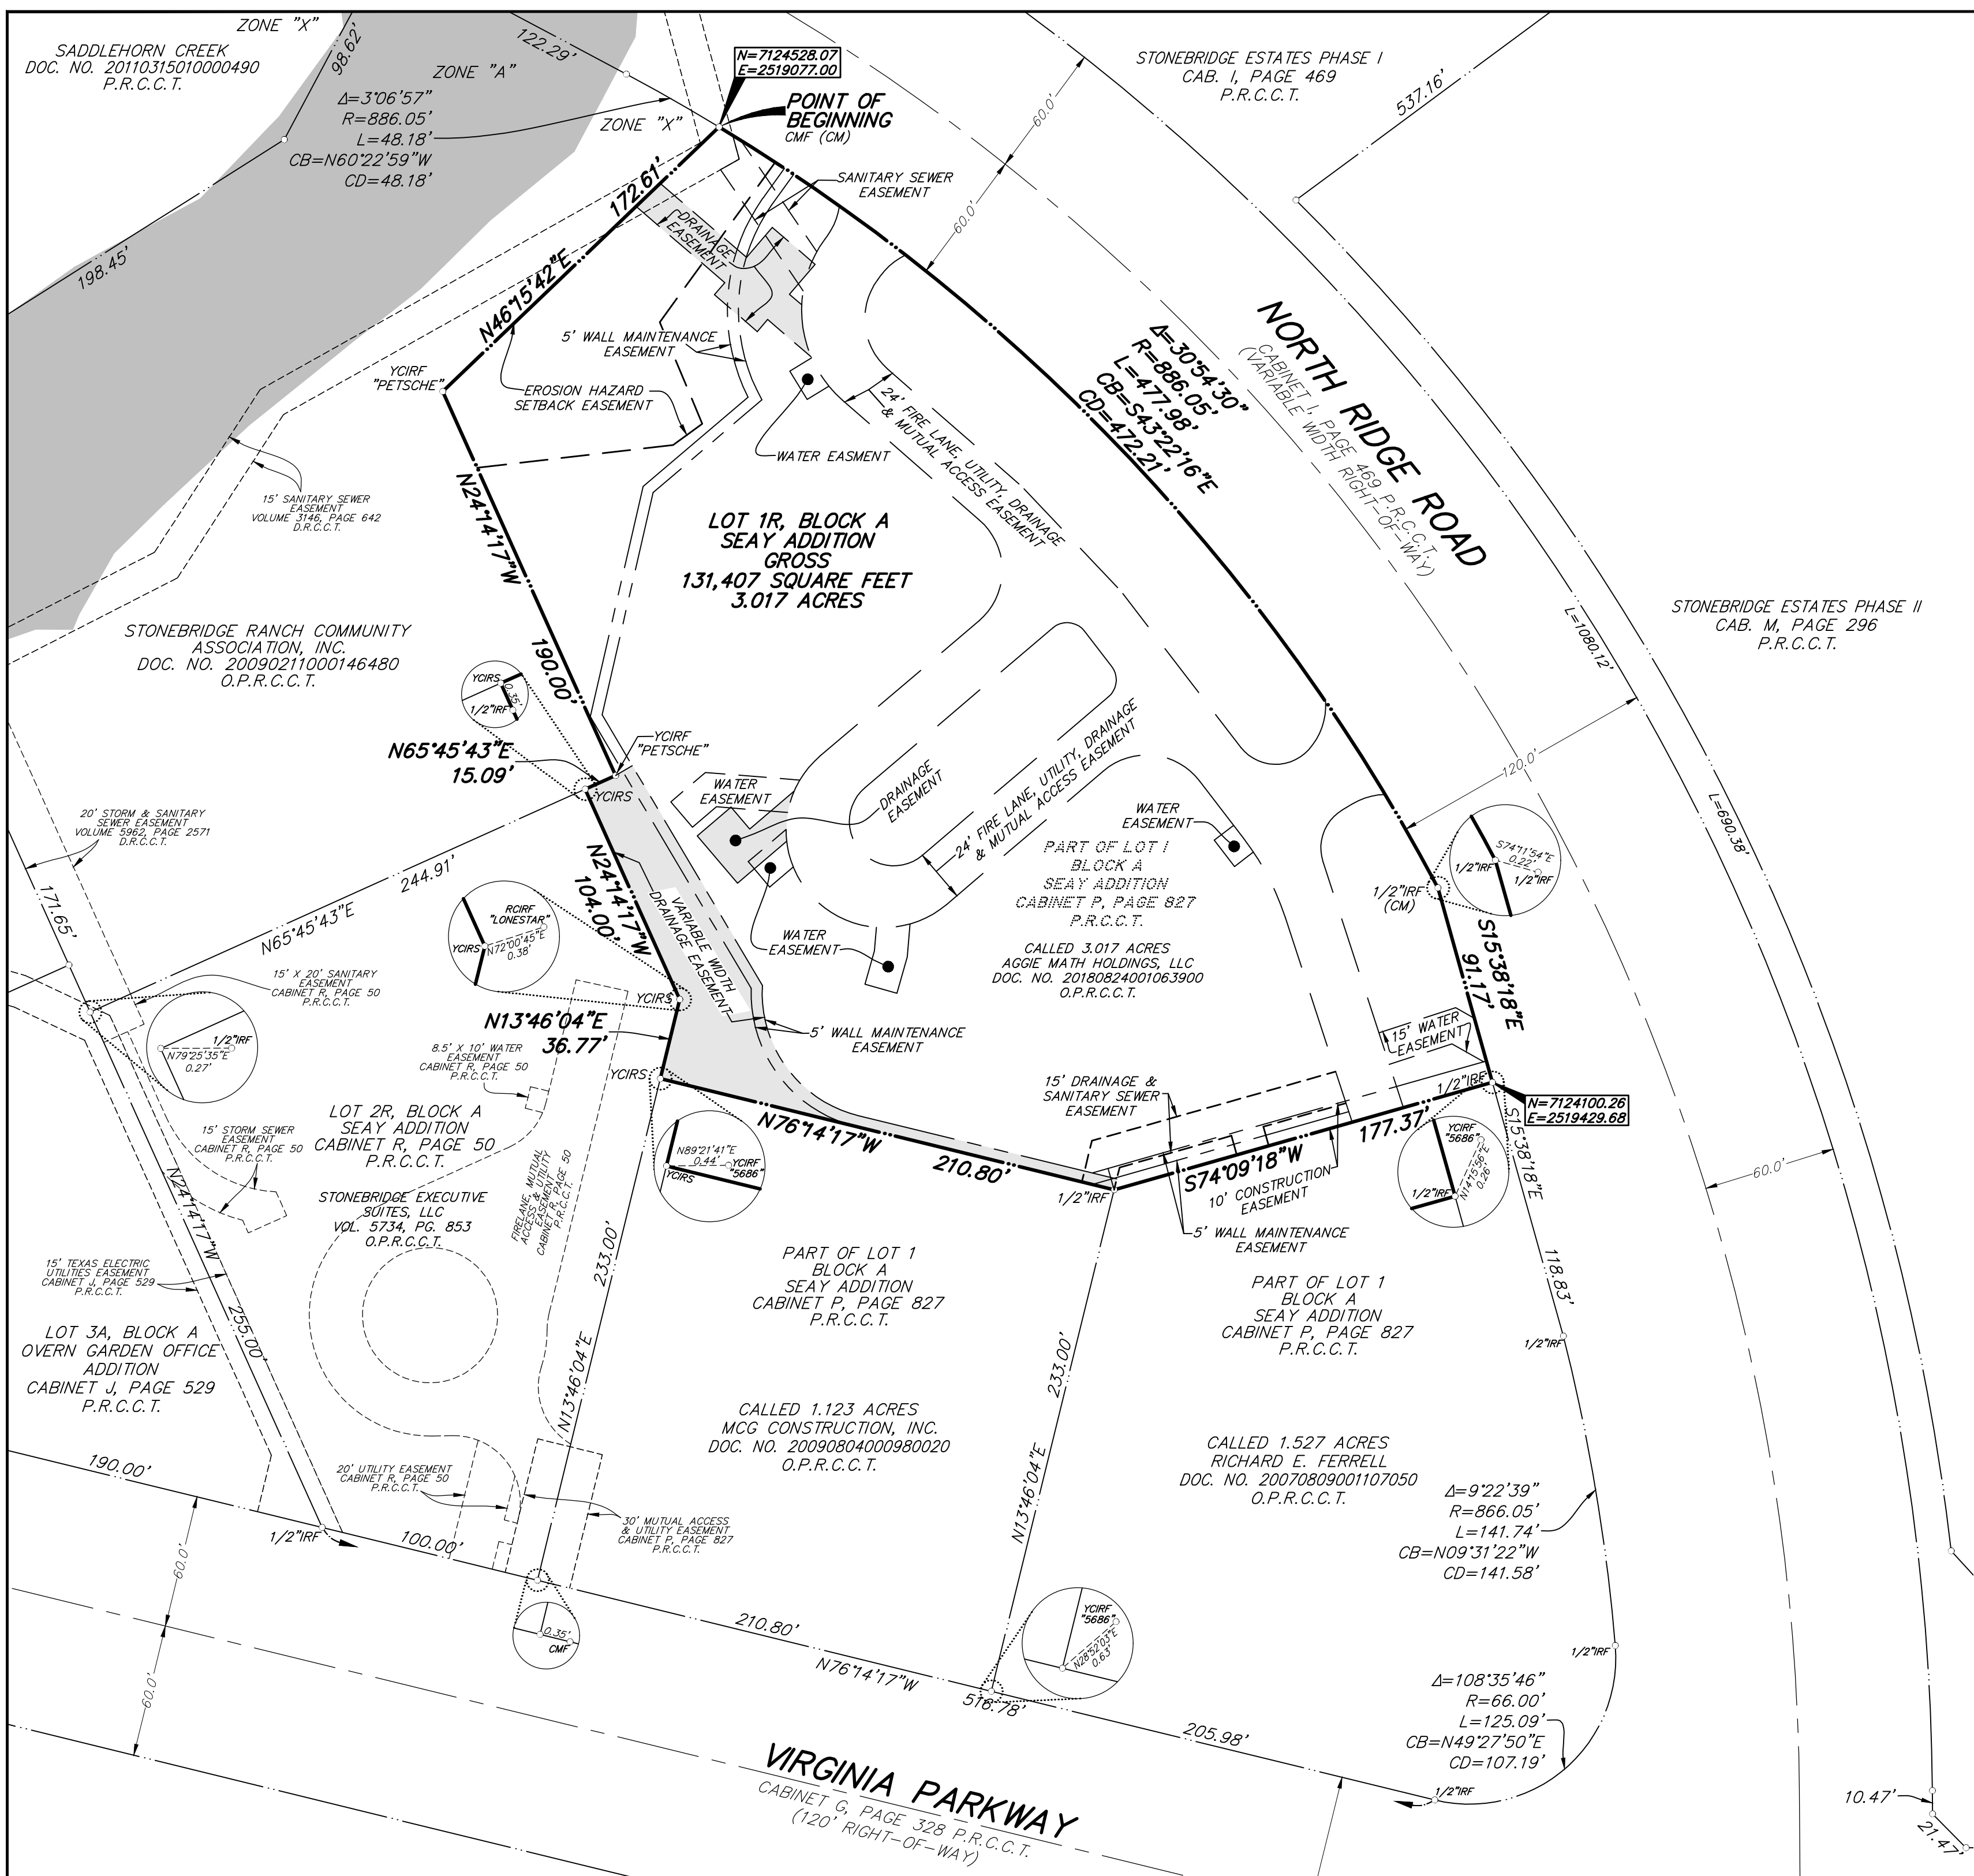 ZONE "X"
SADDLEHORN CREEK
DOC. NO. 20110315010000490
P.R.C.C.T.
98.62'
122.29'
ZONE "A"
Δ=3°06'57"
R=886.05'
L=48.18'
CB=N60°22'59"W
CD=48.18'
ZONE "X"
198.45'
N=7124528.07
E=2519077.00
POINT OF
BEGINNING
CMF (CM)
STONEBRIDGE ESTATES PHASE I
CAB. I, PAGE 469
P.R.C.C.T.
537.16'
60.0'
60.0'
172.61'
N46°15'42"E
SANITARY SEWER
EASEMENT
DRAINAGE
EASEMENT
5' WALL MAINTENANCE
EASEMENT
YCIRF
"PETSCHE"
EROSION HAZARD
SETBACK EASEMENT
WATER EASMENT
24' FIRE LANE, UTILITY, DRAINAGE
& MUTUAL ACCESS EASEMENT
Δ=30°54'30"
R=886.05'
L=477.98'
CB=S43°22'16"E
CD=472.21'
NORTH RIDGE ROAD
CABINET I, PAGE 469 P.R.C.C.T.
(VARIABLE WIDTH RIGHT-OF-WAY)
15' SANITARY SEWER
EASEMENT
VOLUME 3146, PAGE 642
D.R.C.C.T.
N24°14'17"W
190.00'
LOT 1R, BLOCK A
SEAY ADDITION
GROSS
131,407 SQUARE FEET
3.017 ACRES
STONEBRIDGE RANCH COMMUNITY
ASSOCIATION, INC.
DOC. NO. 20090211000146480
O.P.R.C.C.T.
STONEBRIDGE ESTATES PHASE II
CAB. M, PAGE 296
P.R.C.C.T.
L=1080.12'
L=690.38'
120.0'
YCIRS
0.35'
1/2"IRF
N65°45'43"E
15.09'
YCIRF
"PETSCHE"
YCIRS
WATER
EASEMENT
DRAINAGE
EASEMENT
24' FIRE LANE, UTILITY, DRAINAGE
& MUTUAL ACCESS EASEMENT
WATER
EASEMENT
20' STORM & SANITARY
SEWER EASEMENT
VOLUME 5962, PAGE 2571
D.R.C.C.T.
171.65'
244.91'
N65°45'43"E
N24°14'17"W
104.00'
VARIABLE WIDTH
DRAINAGE EASEMENT
PART OF LOT 1
BLOCK A
SEAY ADDITION
CABINET P, PAGE 827
P.R.C.C.T.
CALLED 3.017 ACRES
AGGIE MATH HOLDINGS, LLC
DOC. NO. 20180824001063900
O.P.R.C.C.T.
WATER
EASEMENT
S74°11'54"E
0.22'
1/2"IRF
1/2"IRF
1/2"IRF
(CM)
S15°38'18"E
91.17'
RCIRF
"LONESTAR"
YCIRS
N72°00'45"E
0.38'
YCIRS
15' X 20' SANITARY
EASEMENT
CABINET R, PAGE 50
P.R.C.C.T.
1/2"IRF
N79°25'35"E
0.27'
N13°46'04"E
36.77'
8.5' X 10' WATER
EASEMENT
CABINET R, PAGE 50
P.R.C.C.T.
YCIRS
5' WALL MAINTENANCE
EASEMENT
15' WATER
EASEMENT
15' DRAINAGE &
SANITARY SEWER
EASEMENT
1/2"IRF
N=7124100.26
E=2519429.68
LOT 2R, BLOCK A
SEAY ADDITION
CABINET R, PAGE 50
P.R.C.C.T.
15' STORM SEWER
EASEMENT
CABINET R, PAGE 50
P.R.C.C.T.
N76°14'17"W
210.80'
N89°21'41"E
0.44'
YCIRF
"5686"
YCIRS
1/2"IRF
S74°09'18"W
177.37'
10' CONSTRUCTION
EASEMENT
5' WALL MAINTENANCE
EASEMENT
YCIRF
"5686"
1/2"IRF
N14°15'56"E
0.26'
S15°38'18"E
118.83'
60.0'
STONEBRIDGE EXECUTIVE
SUITES, LLC
VOL. 5734, PG. 853
O.P.R.C.C.T.
FIRELANE, MUTUAL
ACCESS & UTILITY
EASEMENT
CABINET R, PAGE 50
P.R.C.C.T.
N24°14'17"W
255.00'
15' TEXAS ELECTRIC
UTILITIES EASEMENT
CABINET J, PAGE 529
P.R.C.C.T.
233.00'
N13°46'04"E
PART OF LOT 1
BLOCK A
SEAY ADDITION
CABINET P, PAGE 827
P.R.C.C.T.
PART OF LOT 1
BLOCK A
SEAY ADDITION
CABINET P, PAGE 827
P.R.C.C.T.
1/2"IRF
LOT 3A, BLOCK A
OVERN GARDEN OFFICE
ADDITION
CABINET J, PAGE 529
P.R.C.C.T.
CALLED 1.123 ACRES
MCG CONSTRUCTION, INC.
DOC. NO. 20090804000980020
O.P.R.C.C.T.
233.00'
N13°46'04"E
CALLED 1.527 ACRES
RICHARD E. FERRELL
DOC. NO. 20070809001107050
O.P.R.C.C.T.
Δ=9°22'39"
R=866.05'
L=141.74'
CB=N09°31'22"W
CD=141.58'
190.00'
20' UTILITY EASEMENT
CABINET R, PAGE 50
P.R.C.C.T.
30' MUTUAL ACCESS
& UTILITY EASEMENT
CABINET P, PAGE 827
P.R.C.C.T.
1/2"IRF
100.00'
60.0'
60.0'
0.35'
CMF
210.80'
N76°14'17"W
516.78'
YCIRF
"5686"
N28°52'03"E
0.63'
1/2"IRF
Δ=108°35'46"
R=66.00'
L=125.09'
CB=N49°27'50"E
CD=107.19'
205.98'
1/2"IRF
VIRGINIA PARKWAY
CABINET G, PAGE 328 P.R.C.C.T.
(120' RIGHT-OF-WAY)
10.47'
21.47'